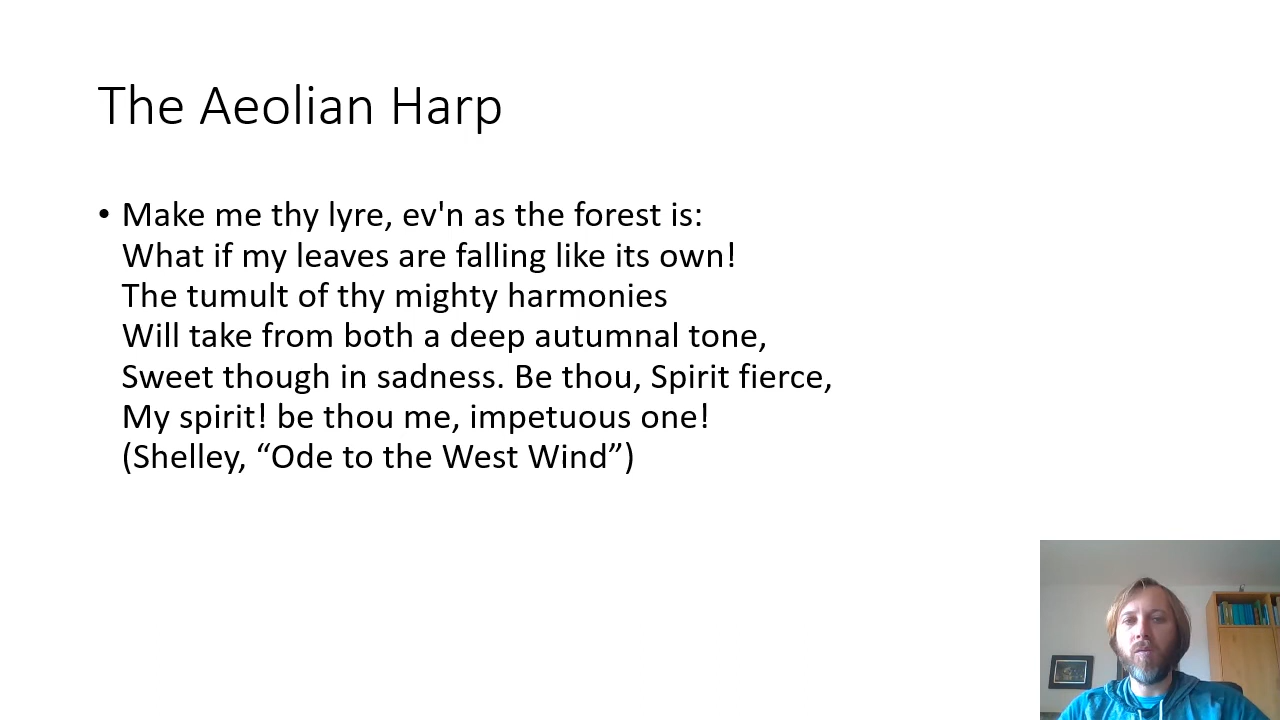 The Aeolian Harp
• Make me thy lyre, ev'n as the forest is:
What if my leaves are falling like its own!
The tumult of thy mighty harmonies
Will take from both a deep autumnal tone,
Sweet though in sadness. Be thou, Spirit fierce,
My spirit! be thou me, impetuous one!
(Shelley, “Ode to the West Wind”)